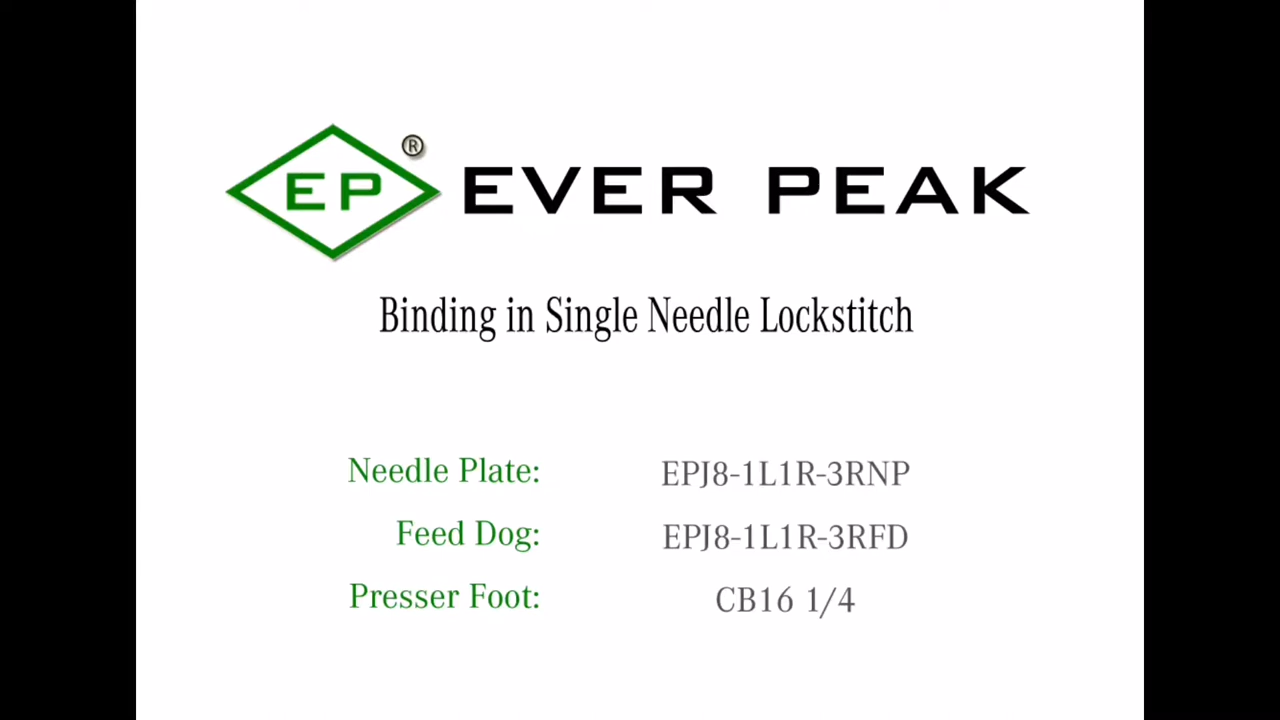 EP ® EVER PEAK
Binding in Single Needle Lockstitch
Needle Plate: EPJ8-1L1R-3RNP
Feed Dog: EPJ8-1L1R-3RFD
Presser Foot: CB16 1/4